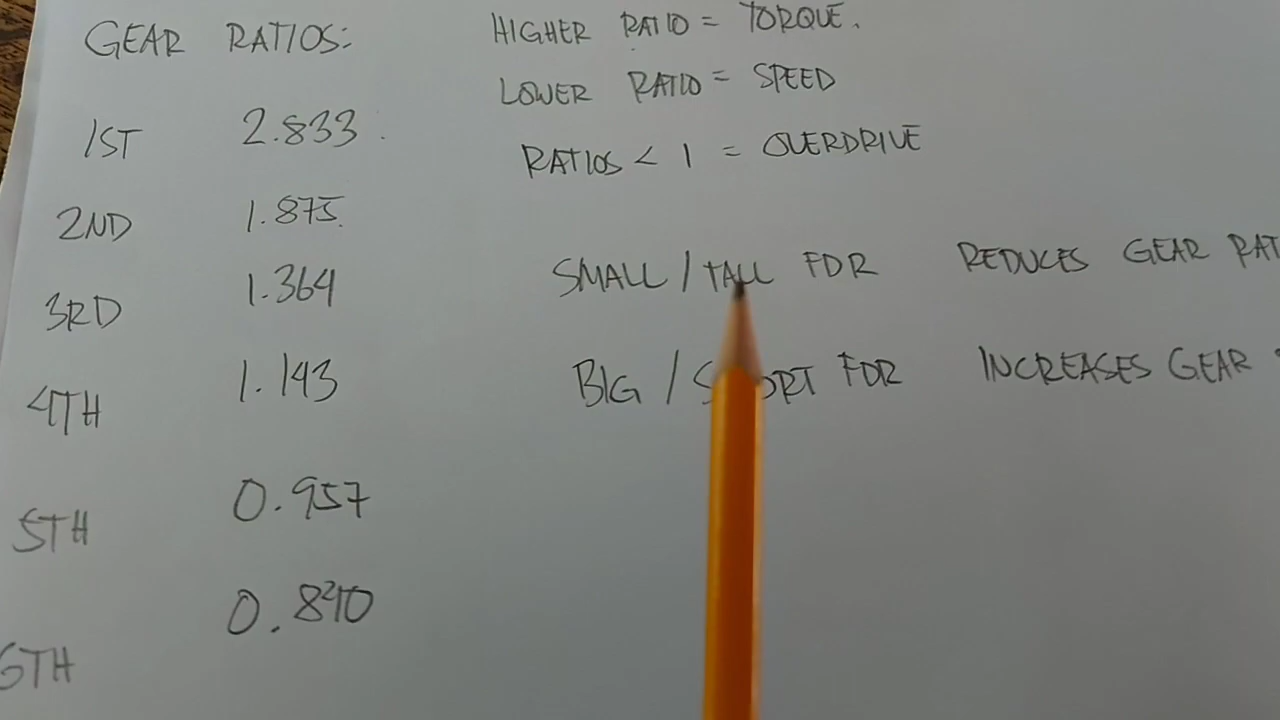 GEAR RATIOS:
1ST 2.833
2ND 1.875
3RD 1.364
4TH 1.143
5TH 0.957
6TH 0.840
HIGHER RATIO = TORQUE.
LOWER RATIO = SPEED
RATIOS < 1 = OVERDRIVE
SMALL / TALL FDR REDUCES GEAR RAT
BIG / SHORT FDR INCREASES GEAR